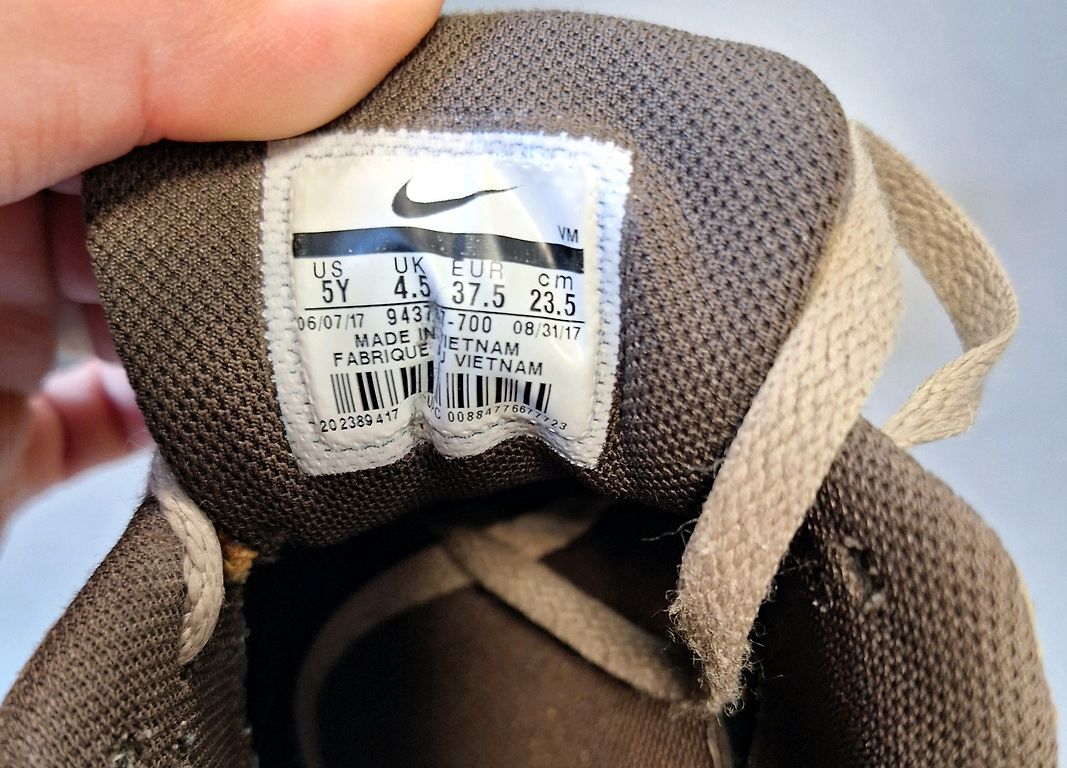 VM
US UK EUR cm
5Y 4.5 37.5 23.5
06/07/17 -700 08/31/17
MADE IN
FABRIQUE VIETNAM
202389417